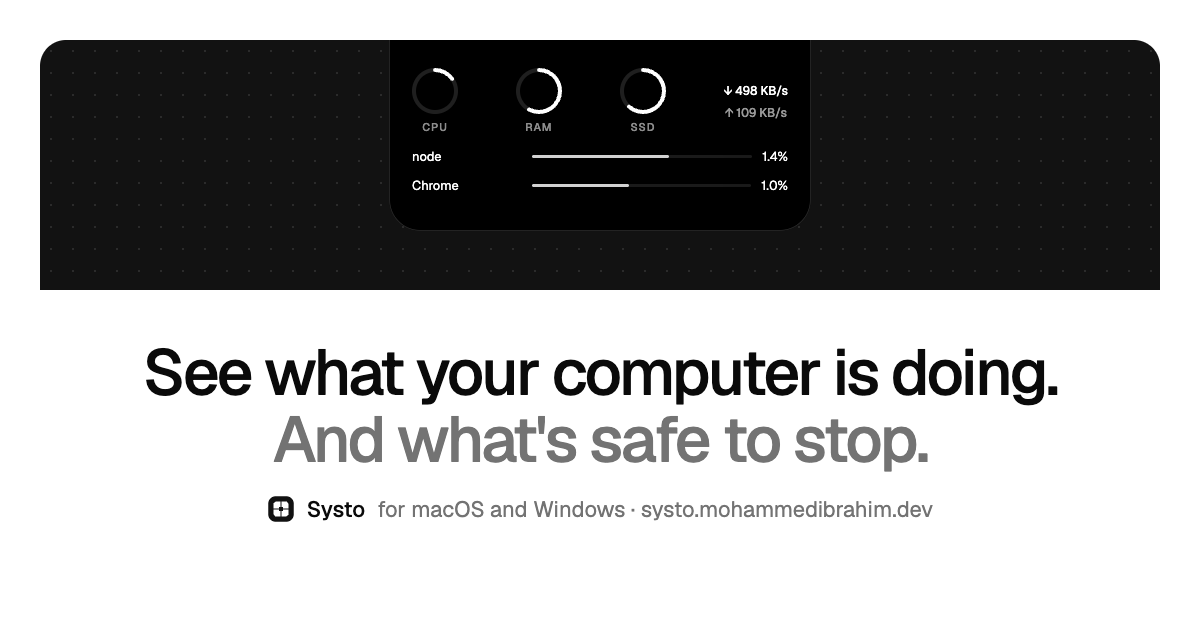 ↓ 498 KB/s
↑ 109 KB/s
CPU RAM SSD
node 1.4%
Chrome 1.0%
See what your computer is doing.
And what's safe to stop.
Systo for macOS and Windows · systo.mohammedibrahim.dev